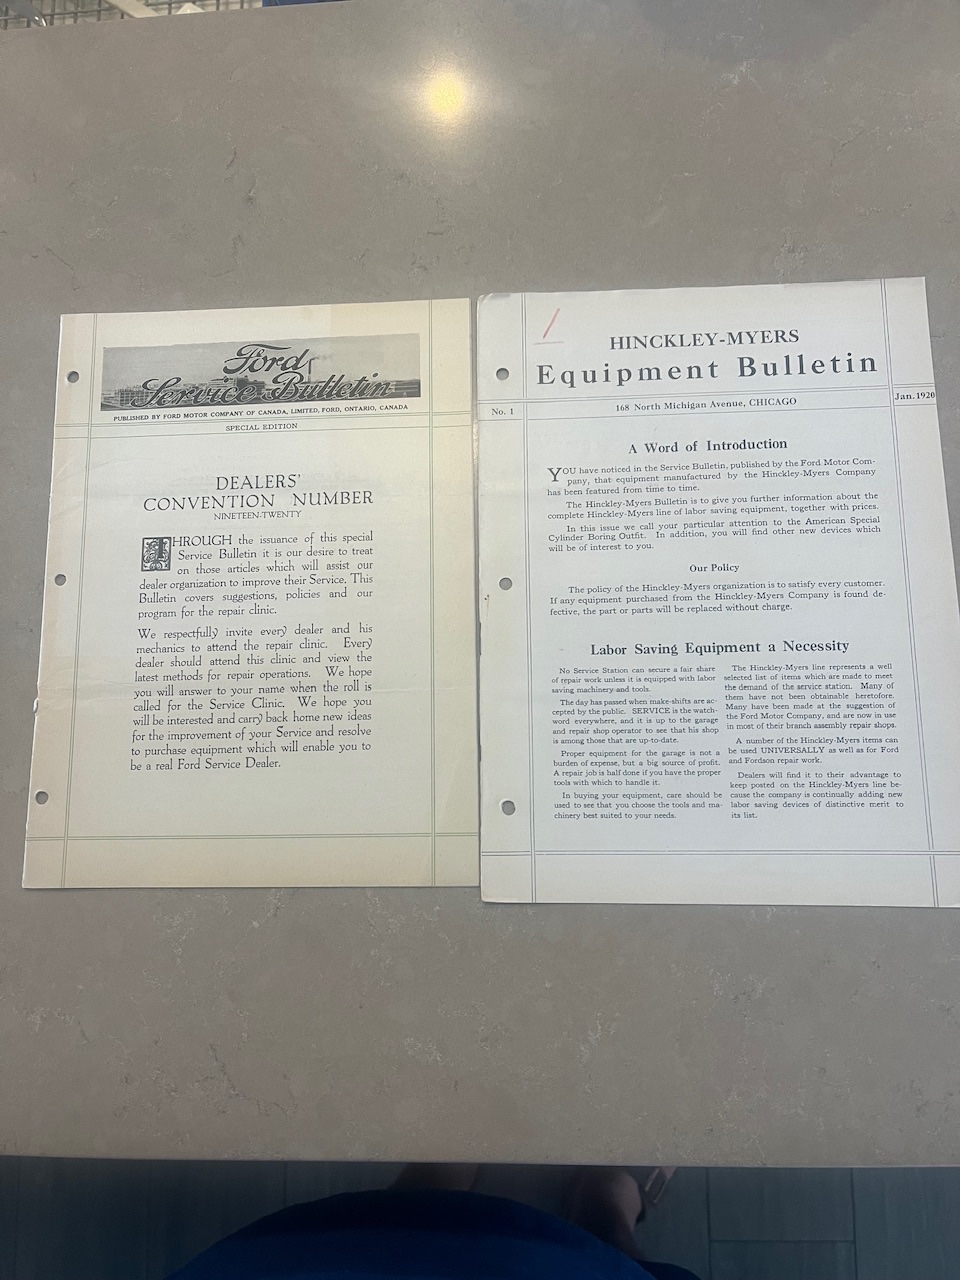 Ford
Service Bulletin
PUBLISHED BY FORD MOTOR COMPANY OF CANADA, LIMITED, FORD, ONTARIO, CANADA
SPECIAL EDITION
DEALERS'
CONVENTION NUMBER
NINETEEN-TWENTY
THROUGH the issuance of this special
Service Bulletin it is our desire to treat
on those articles which will assist our
dealer organization to improve their Service. This
Bulletin covers suggestions, policies and our
program for the repair clinic.
We respectfully invite every dealer and his
mechanics to attend the repair clinic. Every
dealer should attend this clinic and view the
latest methods for repair operations. We hope
you will answer to your name when the roll is
called for the Service Clinic. We hope you
will be interested and carry back home new ideas
for the improvement of your Service and resolve
to purchase equipment which will enable you to
be a real Ford Service Dealer.
HINCKLEY-MYERS
Equipment Bulletin
No. 1
168 North Michigan Avenue, CHICAGO
Jan. 1920
A Word of Introduction
YOU have noticed in the Service Bulletin, published by the Ford Motor Com-
pany, that equipment manufactured by the Hinckley-Myers Company
has been featured from time to time.
The Hinckley-Myers Bulletin is to give you further information about the
complete Hinckley-Myers line of labor saving equipment, together with prices.
In this issue we call your particular attention to the American Special
Cylinder Boring Outfit. In addition, you will find other new devices which
will be of interest to you.
Our Policy
The policy of the Hinckley-Myers organization is to satisfy every customer.
If any equipment purchased from the Hinckley-Myers Company is found de-
fective, the part or parts will be replaced without charge.
Labor Saving Equipment a Necessity
No Service Station can secure a fair share
of repair work unless it is equipped with labor
saving machinery and tools.
The day has passed when make-shifts are ac-
cepted by the public. SERVICE is the watch-
word everywhere, and it is up to the garage
and repair shop operator to see that his shop
is among those that are up-to-date.
Proper equipment for the garage is not a
burden of expense, but a big source of profit.
A repair job is half done if you have the proper
tools with which to handle it.
In buying your equipment, care should be
used to see that you choose the tools and ma-
chinery best suited to your needs.
The Hinckley-Myers line represents a well
selected list of items which are made to meet
the demand of the service station. Many of
them have not been obtainable heretofore.
Many have been made at the suggestion of
the Ford Motor Company, and are now in use
in most of their branch assembly repair shops.
A number of the Hinckley-Myers items can
be used UNIVERSALLY as well as for Ford
and Fordson repair work.
Dealers will find it to their advantage to
keep posted on the Hinckley-Myers line be-
cause the company is continually adding new
labor saving devices of distinctive merit to
its list.